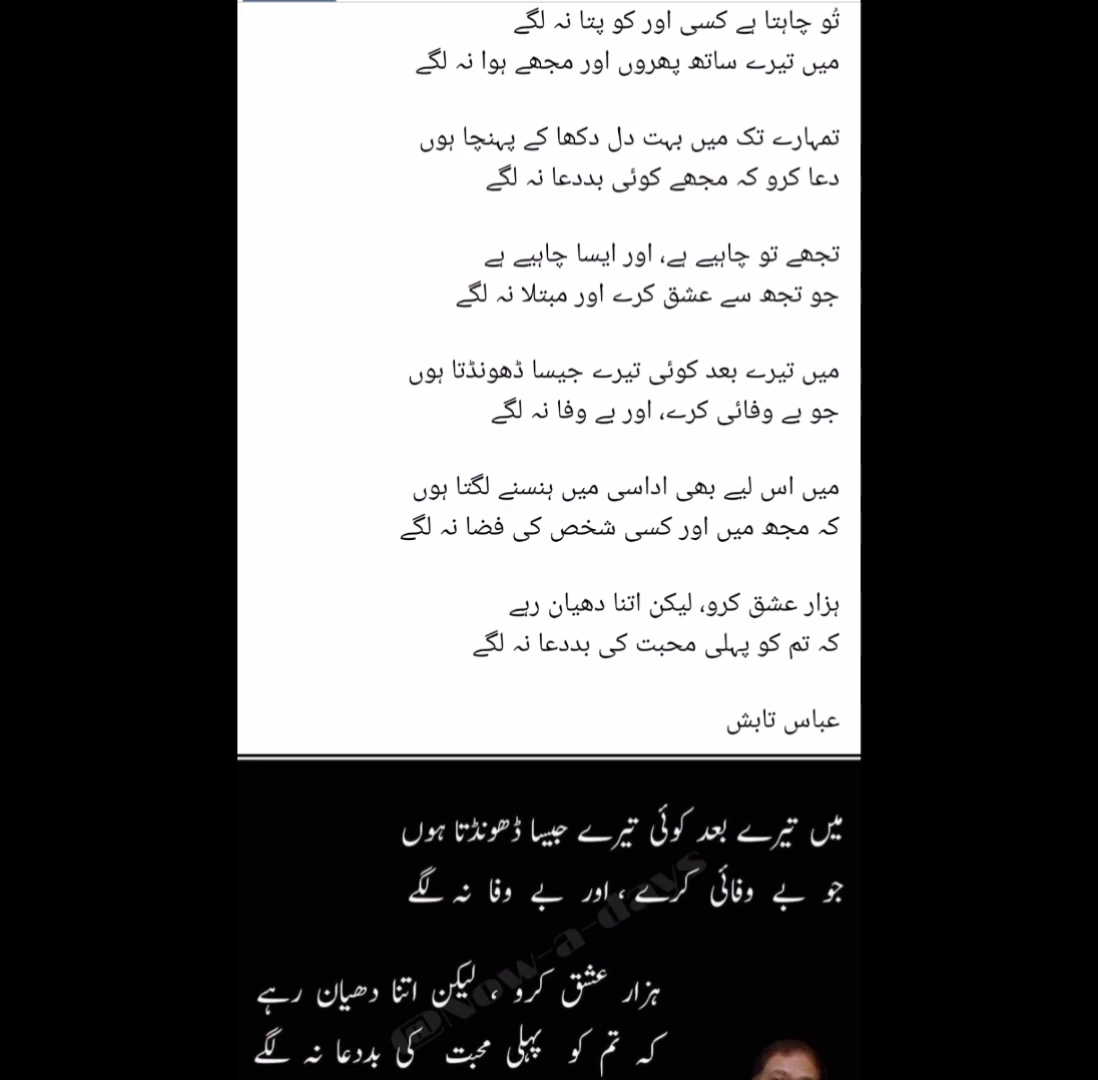 تُو چاہتا ہے کسی اور کو پتا نہ لگے
میں تیرے ساتھ پھروں اور مجھے ہوا نہ لگے
تمہارے تک میں بہت دل دکھا کے پہنچا ہوں
دعا کرو کہ مجھے کوئی بددعا نہ لگے
تجھے تو چاہیے ہے، اور ایسا چاہیے ہے
جو تجھ سے عشق کرے اور مبتلا نہ لگے
میں تیرے بعد کوئی تیرے جیسا ڈھونڈتا ہوں
جو بے وفائی کرے، اور بے وفا نہ لگے
میں اس لیے بھی اداسی میں ہنسنے لگتا ہوں
کہ مجھ میں اور کسی شخص کی فضا نہ لگے
ہزار عشق کرو، لیکن اتنا دھیان رہے
کہ تم کو پہلی محبت کی بددعا نہ لگے
عباس تابش
میں تیرے بعد کوئی تیرے جیسا ڈھونڈتا ہوں
جو بے وفائی کرے ، اور بے وفا نہ لگے
ہزار عشق کرو ، لیکن اتنا دھیان رہے
کہ تم کو پہلی محبت کی بددعا نہ لگے
@Now-a-days